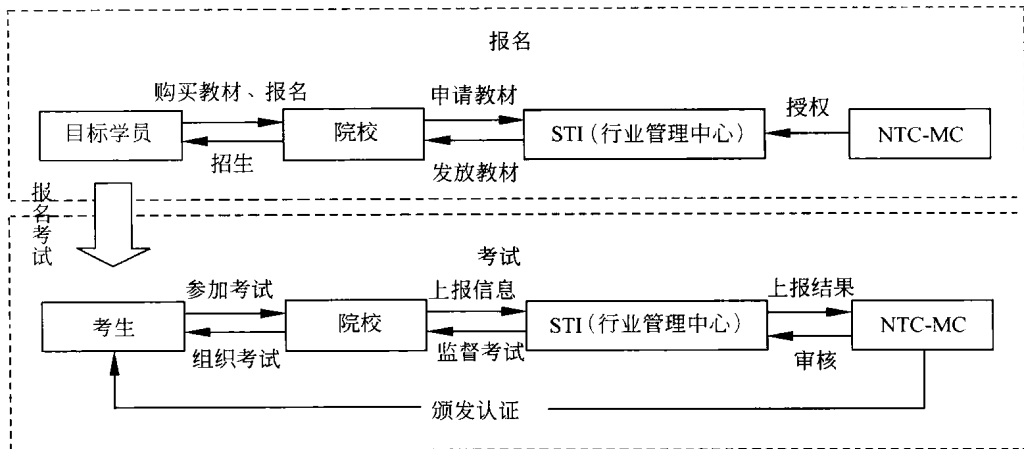 报名
购买教材、报名
申请教材
授权
目标学员
院校
STI(行业管理中心)
NTC-MC
招生
发放教材
报名考试
考试
参加考试
上报信息
上报结果
考生
院校
STI(行业管理中心)
NTC-MC
组织考试
监督考试
审核
颁发认证